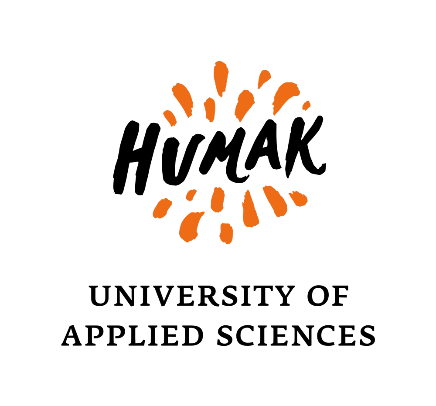 HUMAK
UNIVERSITY OF
APPLIED SCIENCES